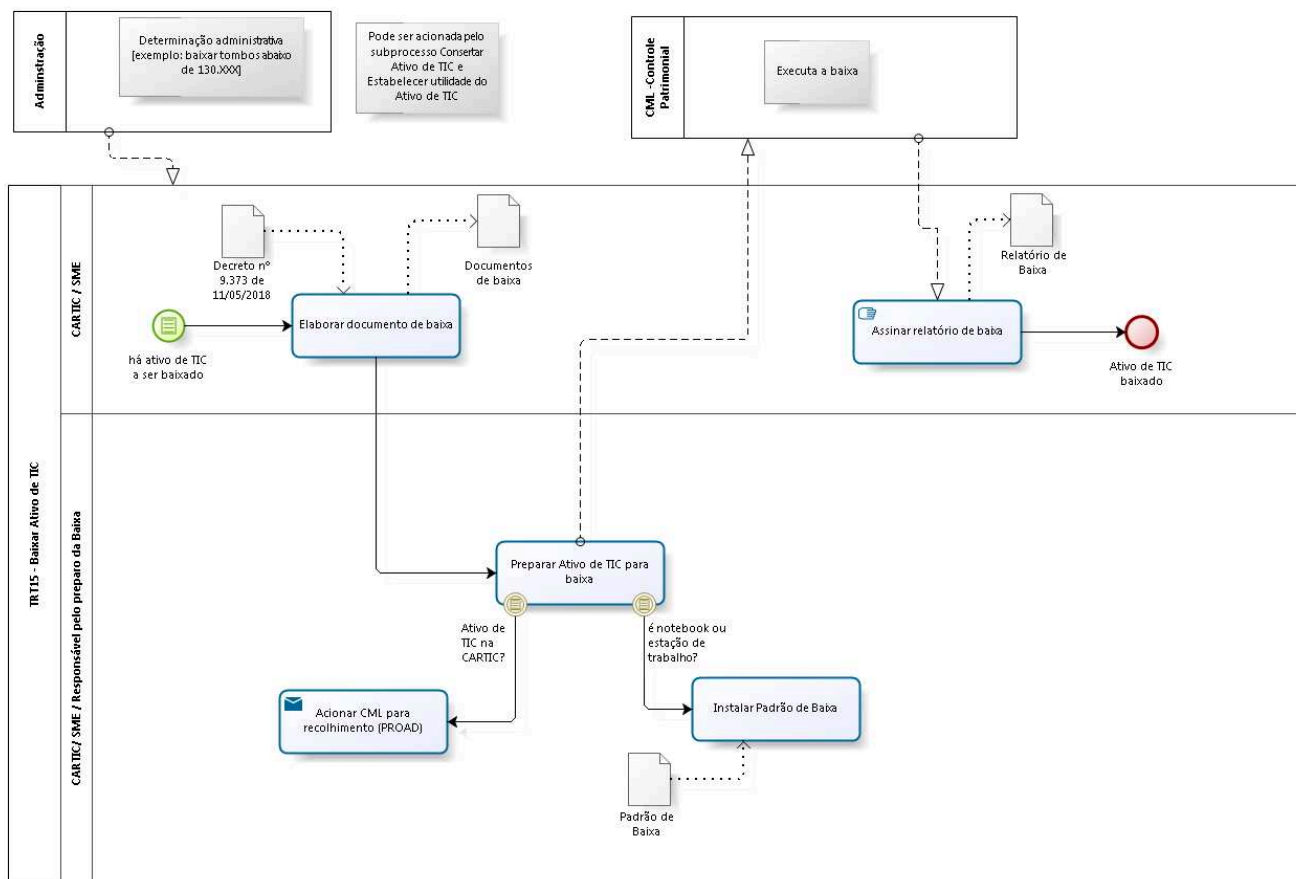 Adminstração
Determinação administrativa
[exemplo: baixar tombos abaixo
de 130.XXX]
Pode ser acionada pelo
subprocesso Consertar
Ativo de TIC e
Estabelecer utilidade do
Ativo de TIC
CML -Controle
Patrimonial
Executa a baixa
TRT15 - Baixar Ativo de TIC
CARTIC / SME
Decreto nº
9.373 de
11/05/2018
Documentos
de baixa
há ativo de TIC
a ser baixado
Elaborar documento de baixa
Relatório de
Baixa
Assinar relatório de baixa
Ativo de TIC
baixado
CARTIC/ SME / Responsável pelo preparo da Baixa
Preparar Ativo de TIC para
baixa
Ativo de
TIC na
CARTIC?
é notebook ou
estação de
trabalho?
Acionar CML para
recolhimento (PROAD)
Instalar Padrão de Baixa
Padrão de
Baixa